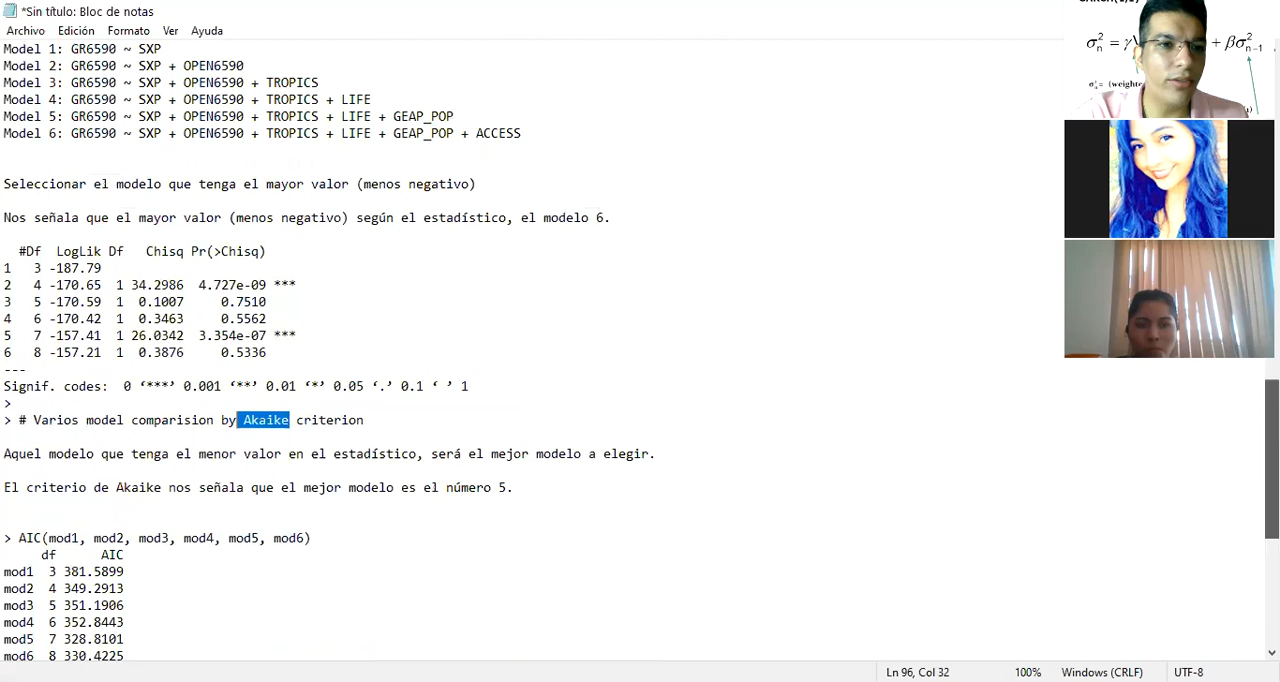 *Sin título: Bloc de notas
Archivo Edición Formato Ver Ayuda
Model 1: GR6590 ~ SXP
Model 2: GR6590 ~ SXP + OPEN6590
Model 3: GR6590 ~ SXP + OPEN6590 + TROPICS
Model 4: GR6590 ~ SXP + OPEN6590 + TROPICS + LIFE
Model 5: GR6590 ~ SXP + OPEN6590 + TROPICS + LIFE + GEAP_POP
Model 6: GR6590 ~ SXP + OPEN6590 + TROPICS + LIFE + GEAP_POP + ACCESS
Seleccionar el modelo que tenga el mayor valor (menos negativo)
Nos señala que el mayor valor (menos negativo) según el estadístico, el modelo 6.
#Df LogLik Df Chisq Pr(>Chisq)
1 3 -187.79
2 4 -170.65 1 34.2986 4.727e-09 ***
3 5 -170.59 1 0.1007 0.7510
4 6 -170.42 1 0.3463 0.5562
5 7 -157.41 1 26.0342 3.354e-07 ***
6 8 -157.21 1 0.3876 0.5336
---
Signif. codes: 0 ‘***’ 0.001 ‘**’ 0.01 ‘*’ 0.05 ‘.’ 0.1 ‘ ’ 1
>
> # Varios model comparision by Akaike criterion
Aquel modelo que tenga el menor valor en el estadístico, será el mejor modelo a elegir.
El criterio de Akaike nos señala que el mejor modelo es el número 5.
> AIC(mod1, mod2, mod3, mod4, mod5, mod6)
df AIC
mod1 3 381.5899
mod2 4 349.2913
mod3 5 351.1906
mod4 6 352.8443
mod5 7 328.8101
mod6 8 330.4225
Ln 96, Col 32 100% Windows (CRLF) UTF-8
σ²n = γV + βσ²n-1
(weighte